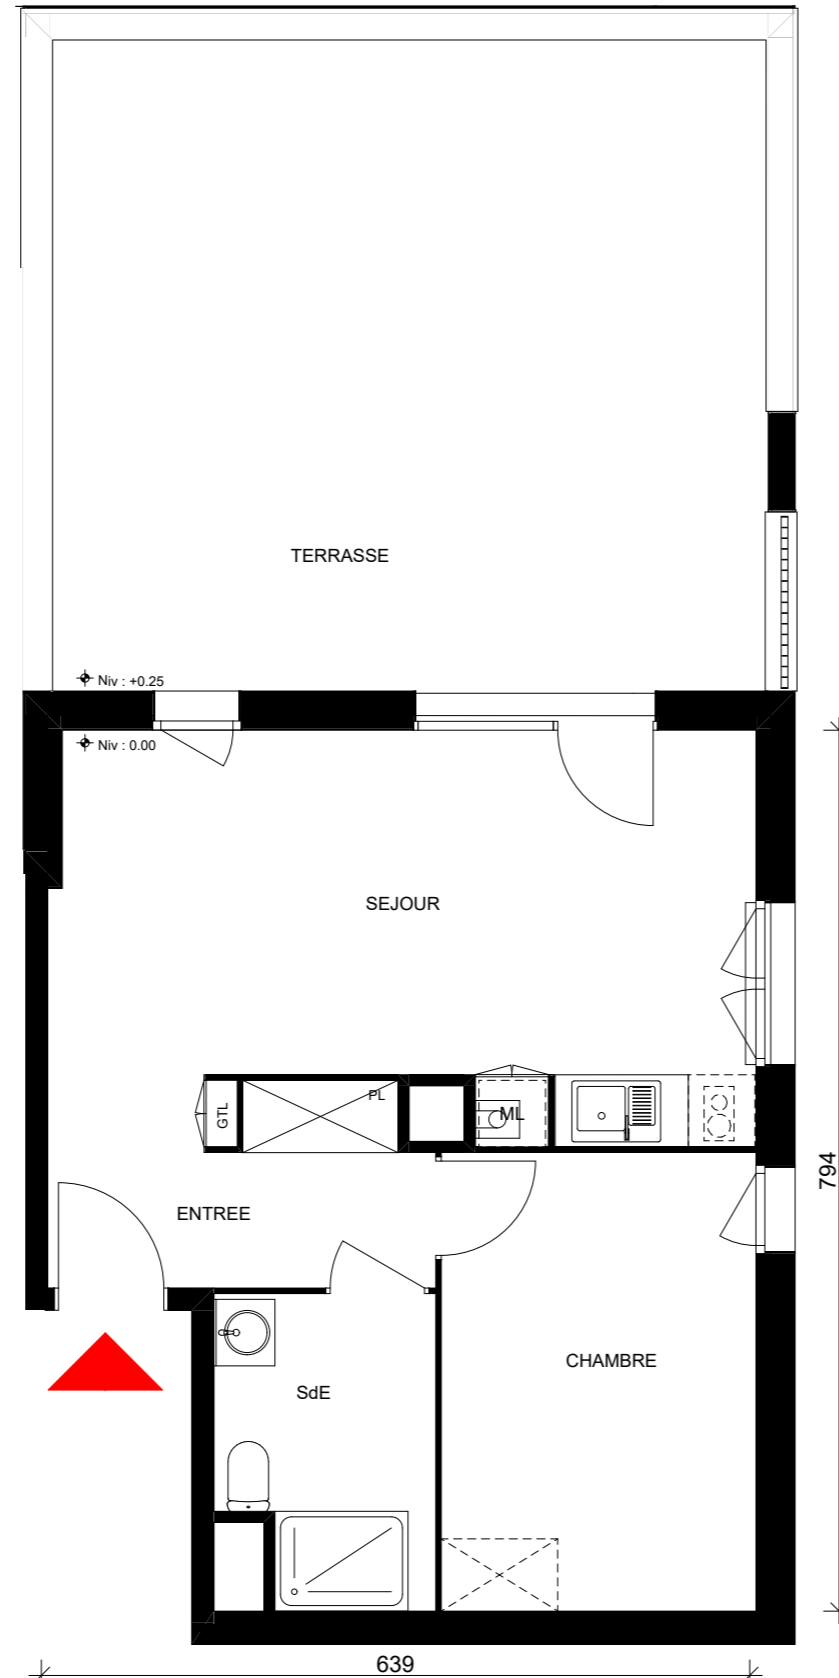 TERRASSE
Niv : +0.25
Niv : 0.00
SEJOUR
GTL
PL
ML
794
ENTREE
CHAMBRE
SdE
639